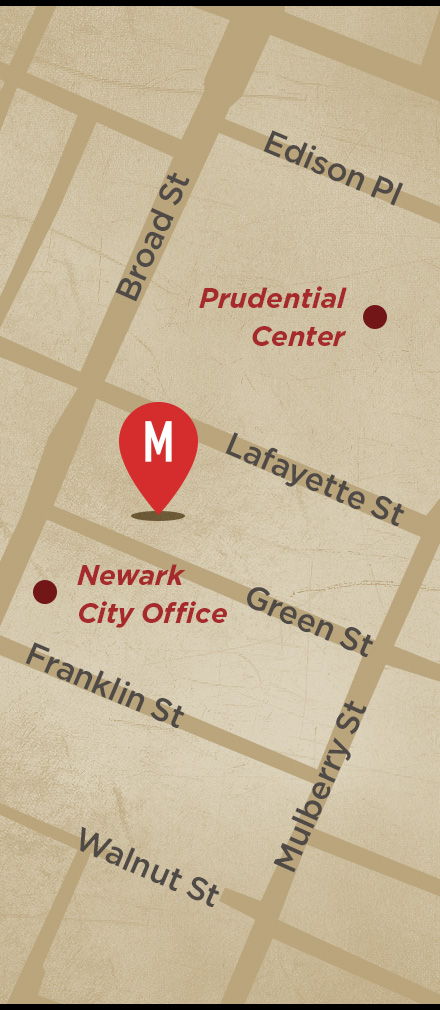 Edison Pl
Broad St
Prudential
Center
M
Lafayette St
Newark
City Office
Green St
Franklin St
Mulberry St
Walnut St